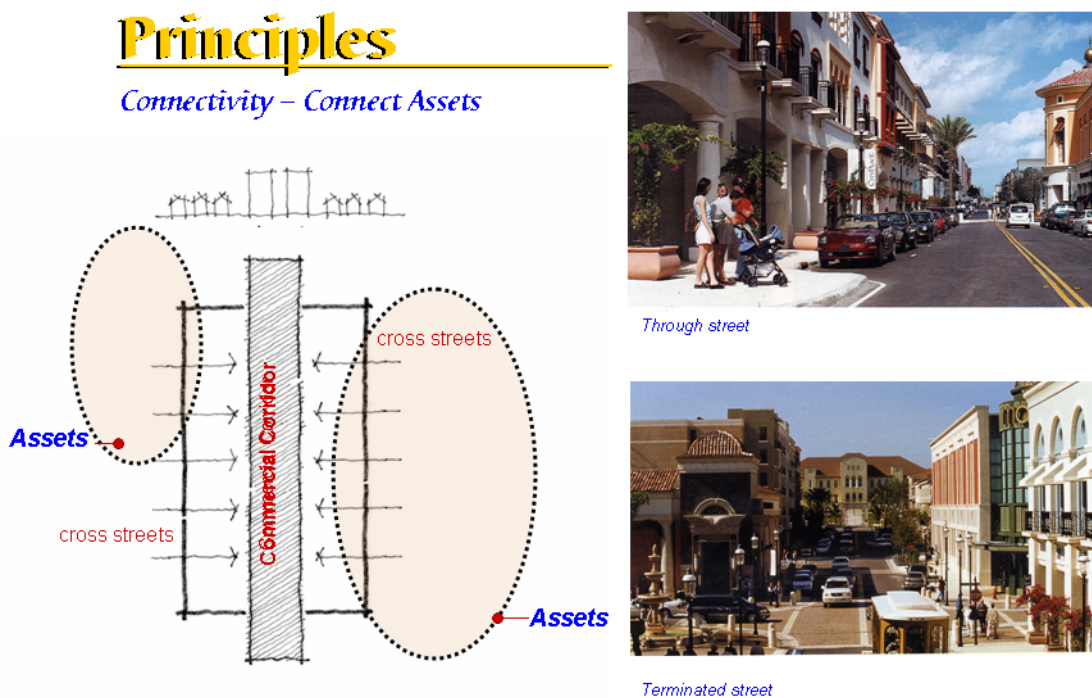 Principles
Connectivity – Connect Assets
cross streets
Commercial Corridor
Assets
cross streets
Assets
Through street
Terminated street